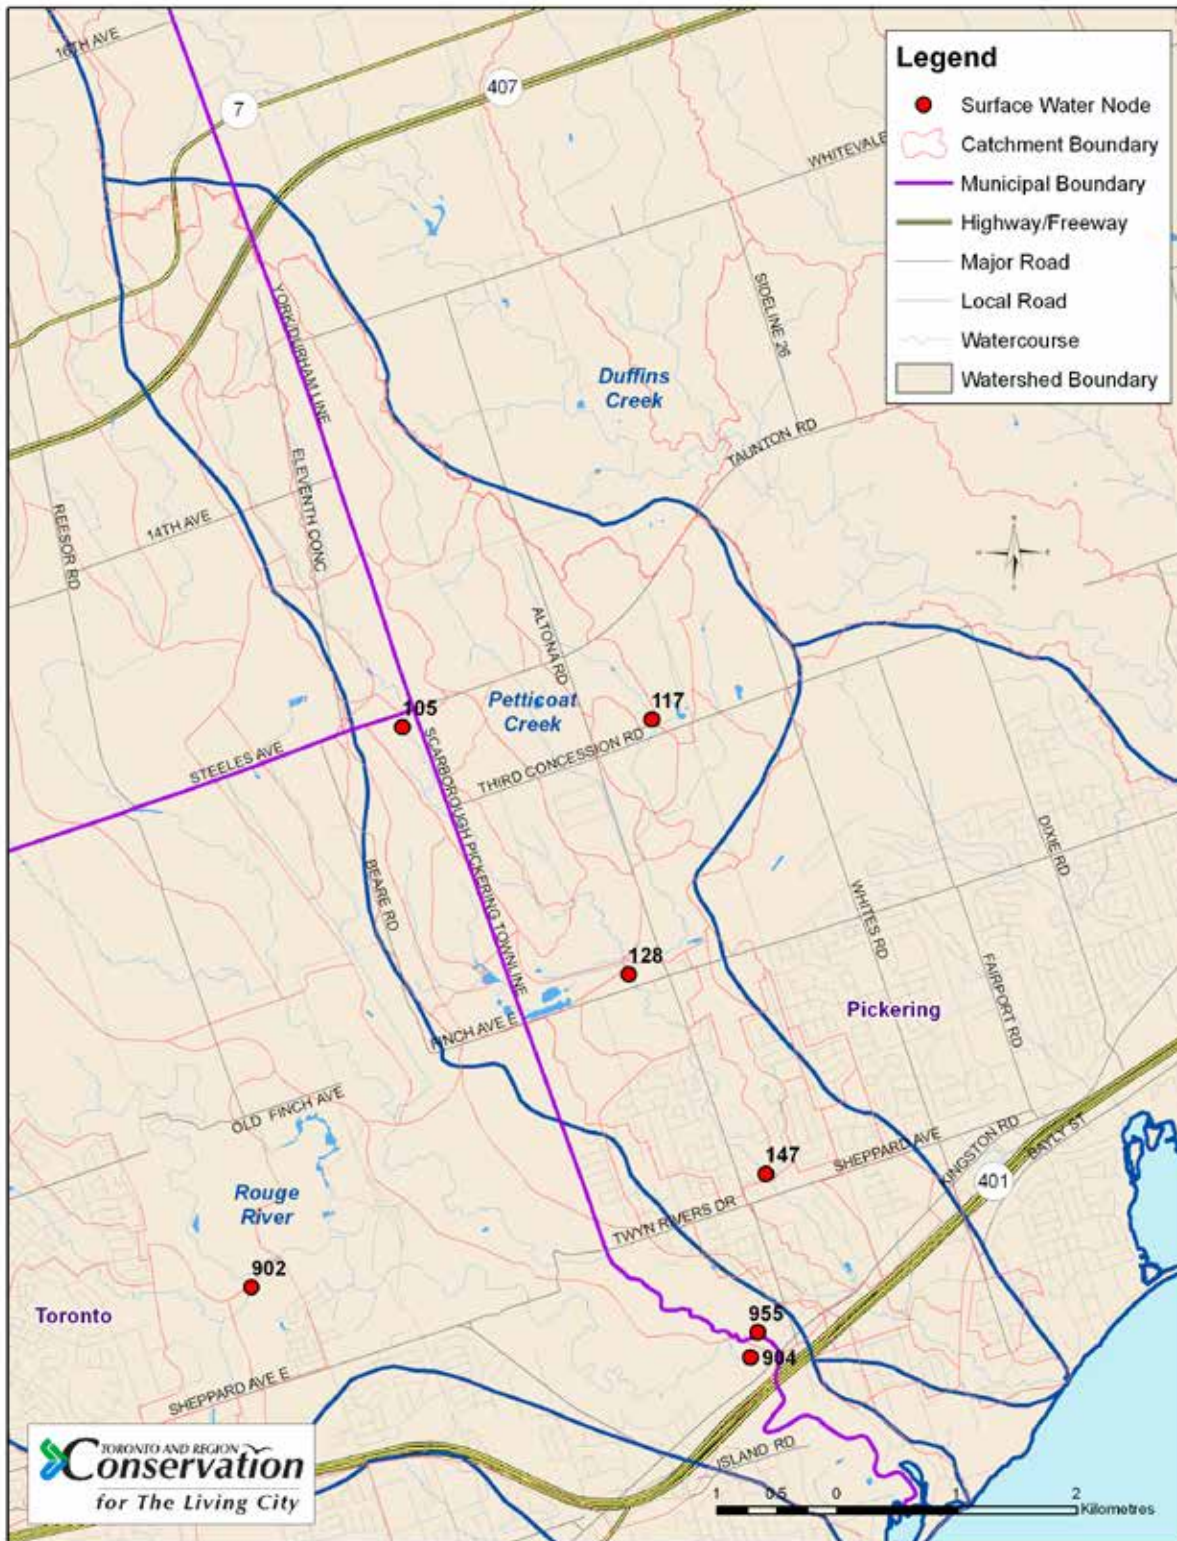 16TH AVE
7
407
WHITEVALE
Legend
Surface Water Node
Catchment Boundary
Municipal Boundary
Highway/Freeway
Major Road
Local Road
Watercourse
Watershed Boundary
YORK/DURHAM LINE
SIDELINE 26
Duffins
Creek
TAUNTON RD
ELEVENTH CONC
REESOR RD
14TH AVE
ALTONA RD
Petticoat
Creek
105
117
STEELES AVE
SCARBOROUGH PICKERING TOWNLINE
THIRD CONCESSION RD
BEARE RD
DIXIE RD
WHITES RD
128
FAIRPORT RD
Pickering
FINCH AVE E
OLD FINCH AVE
147
SHEPPARD AVE
KINGSTON RD
BAYLY ST
401
Rouge
River
TWYN RIVERS DR
902
Toronto
955
904
SHEPPARD AVE E
ISLAND RD
TORONTO AND REGION
Conservation
for The Living City
1 0.5 0 1 2
Kilometres